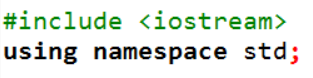 #include <iostream>
using namespace std;